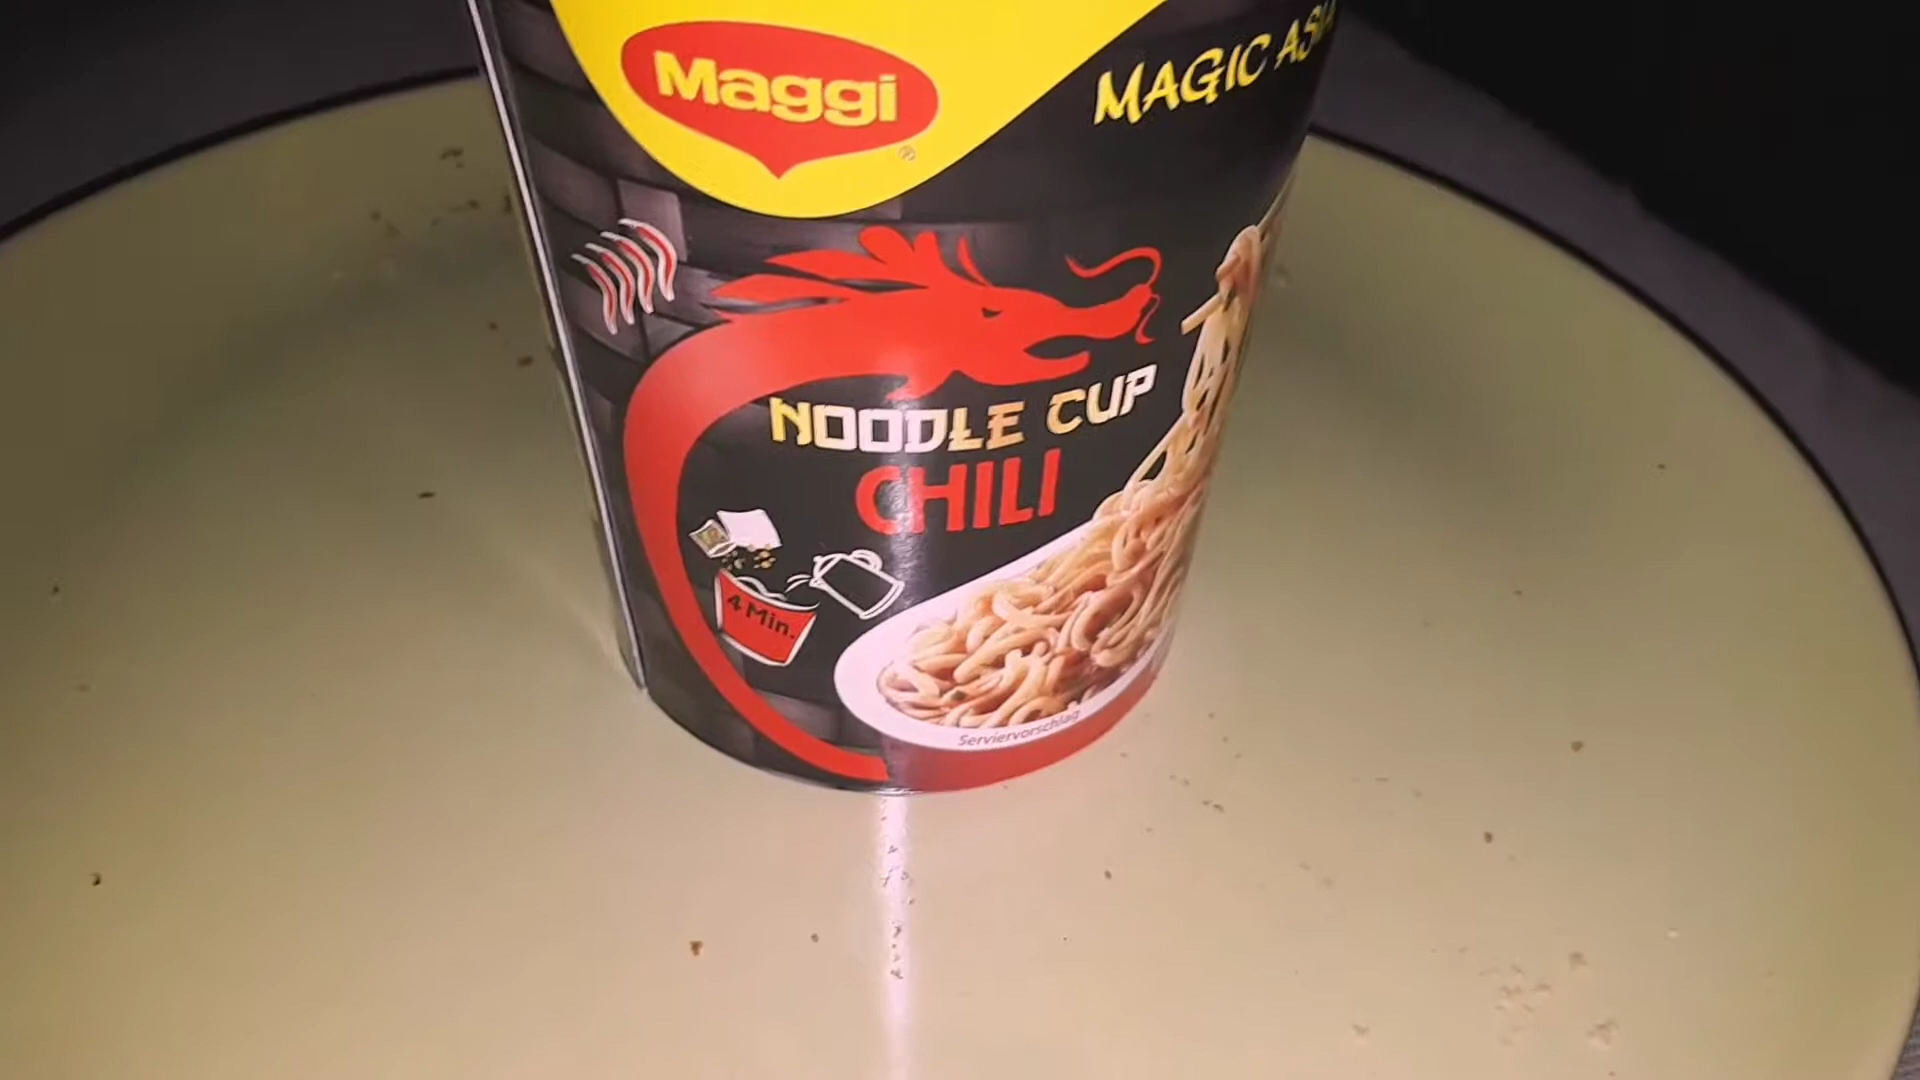 Maggi
®
MAGIC ASIA
NOODLE CUP
CHILI
4 Min.
Serviervorschlag